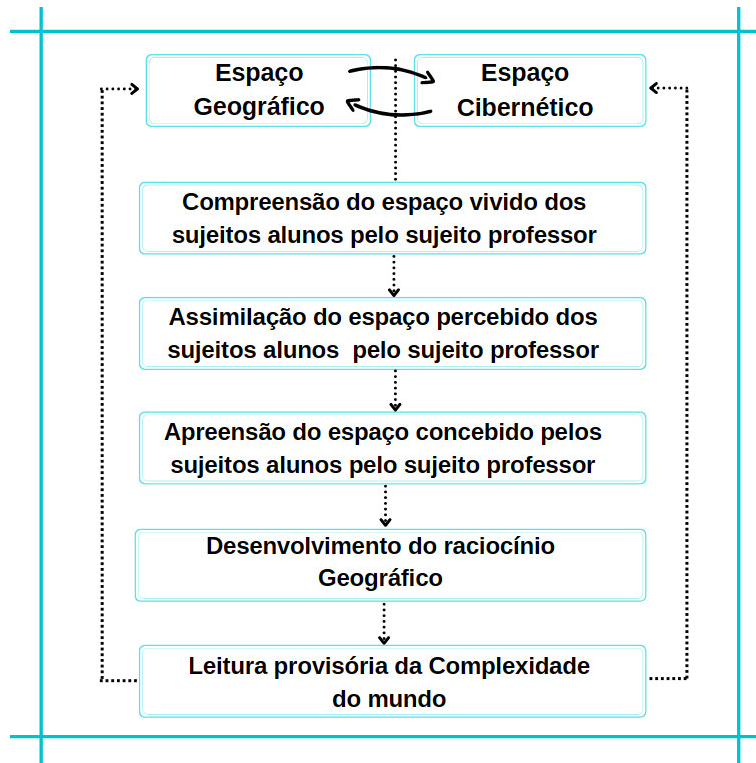 Espaço
Geográfico
Espaço
Cibernético
Compreensão do espaço vivido dos
sujeitos alunos pelo sujeito professor
Assimilação do espaço percebido dos
sujeitos alunos  pelo sujeito professor
Apreensão do espaço concebido pelos
sujeitos alunos pelo sujeito professor
Desenvolvimento do raciocínio
Geográfico
Leitura provisória da Complexidade
do mundo